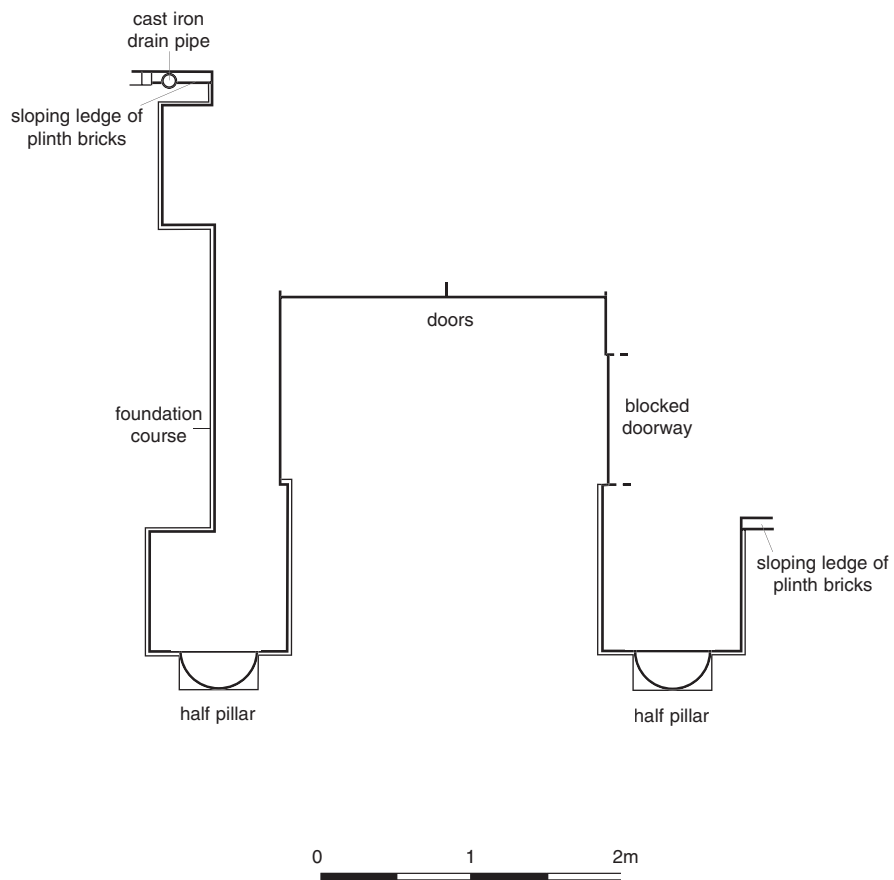 cast iron
drain pipe
sloping ledge of
plinth bricks
doors
foundation
course
blocked
doorway
sloping ledge of
plinth bricks
half pillar
half pillar
0 1 2m